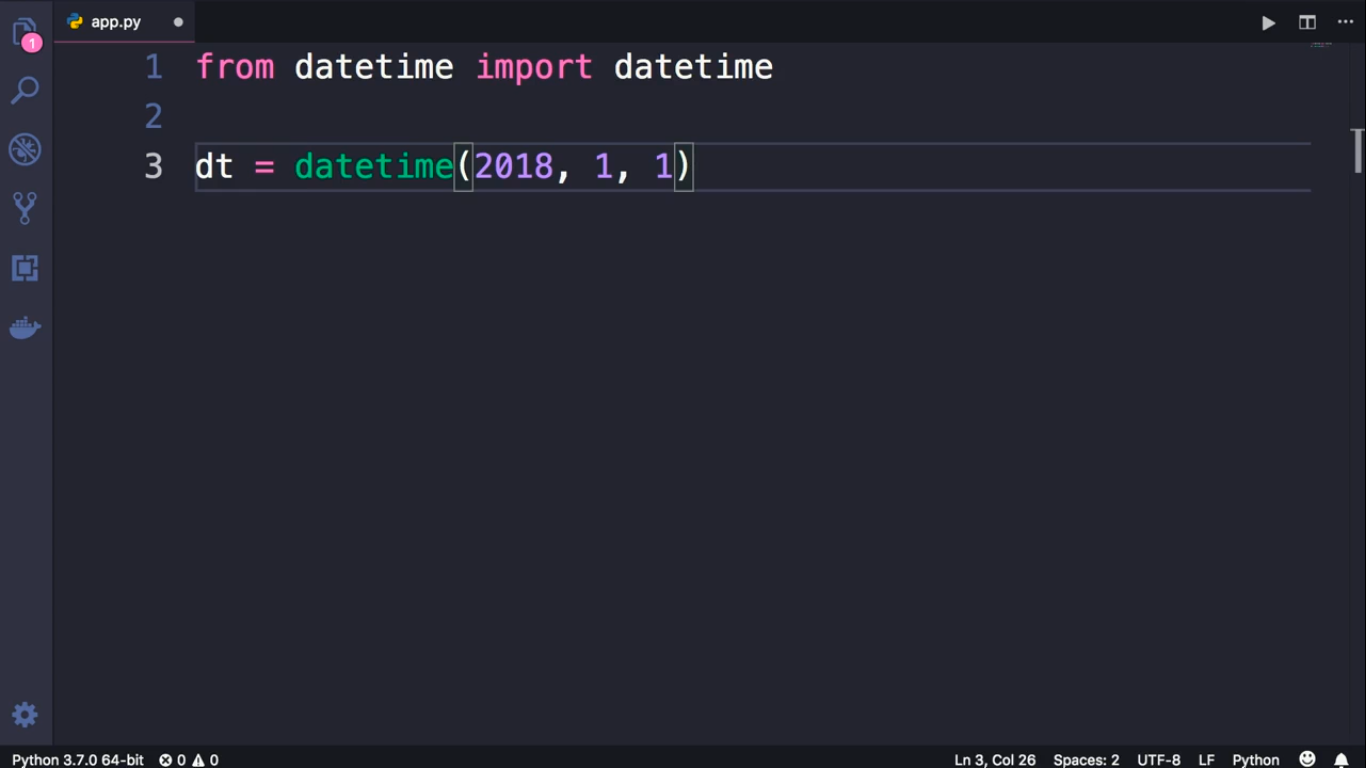 app.py
1
1 from datetime import datetime
2
3 dt = datetime(2018, 1, 1)
Python 3.7.0 64-bit 0 0 Ln 3, Col 26 Spaces: 2 UTF-8 LF Python